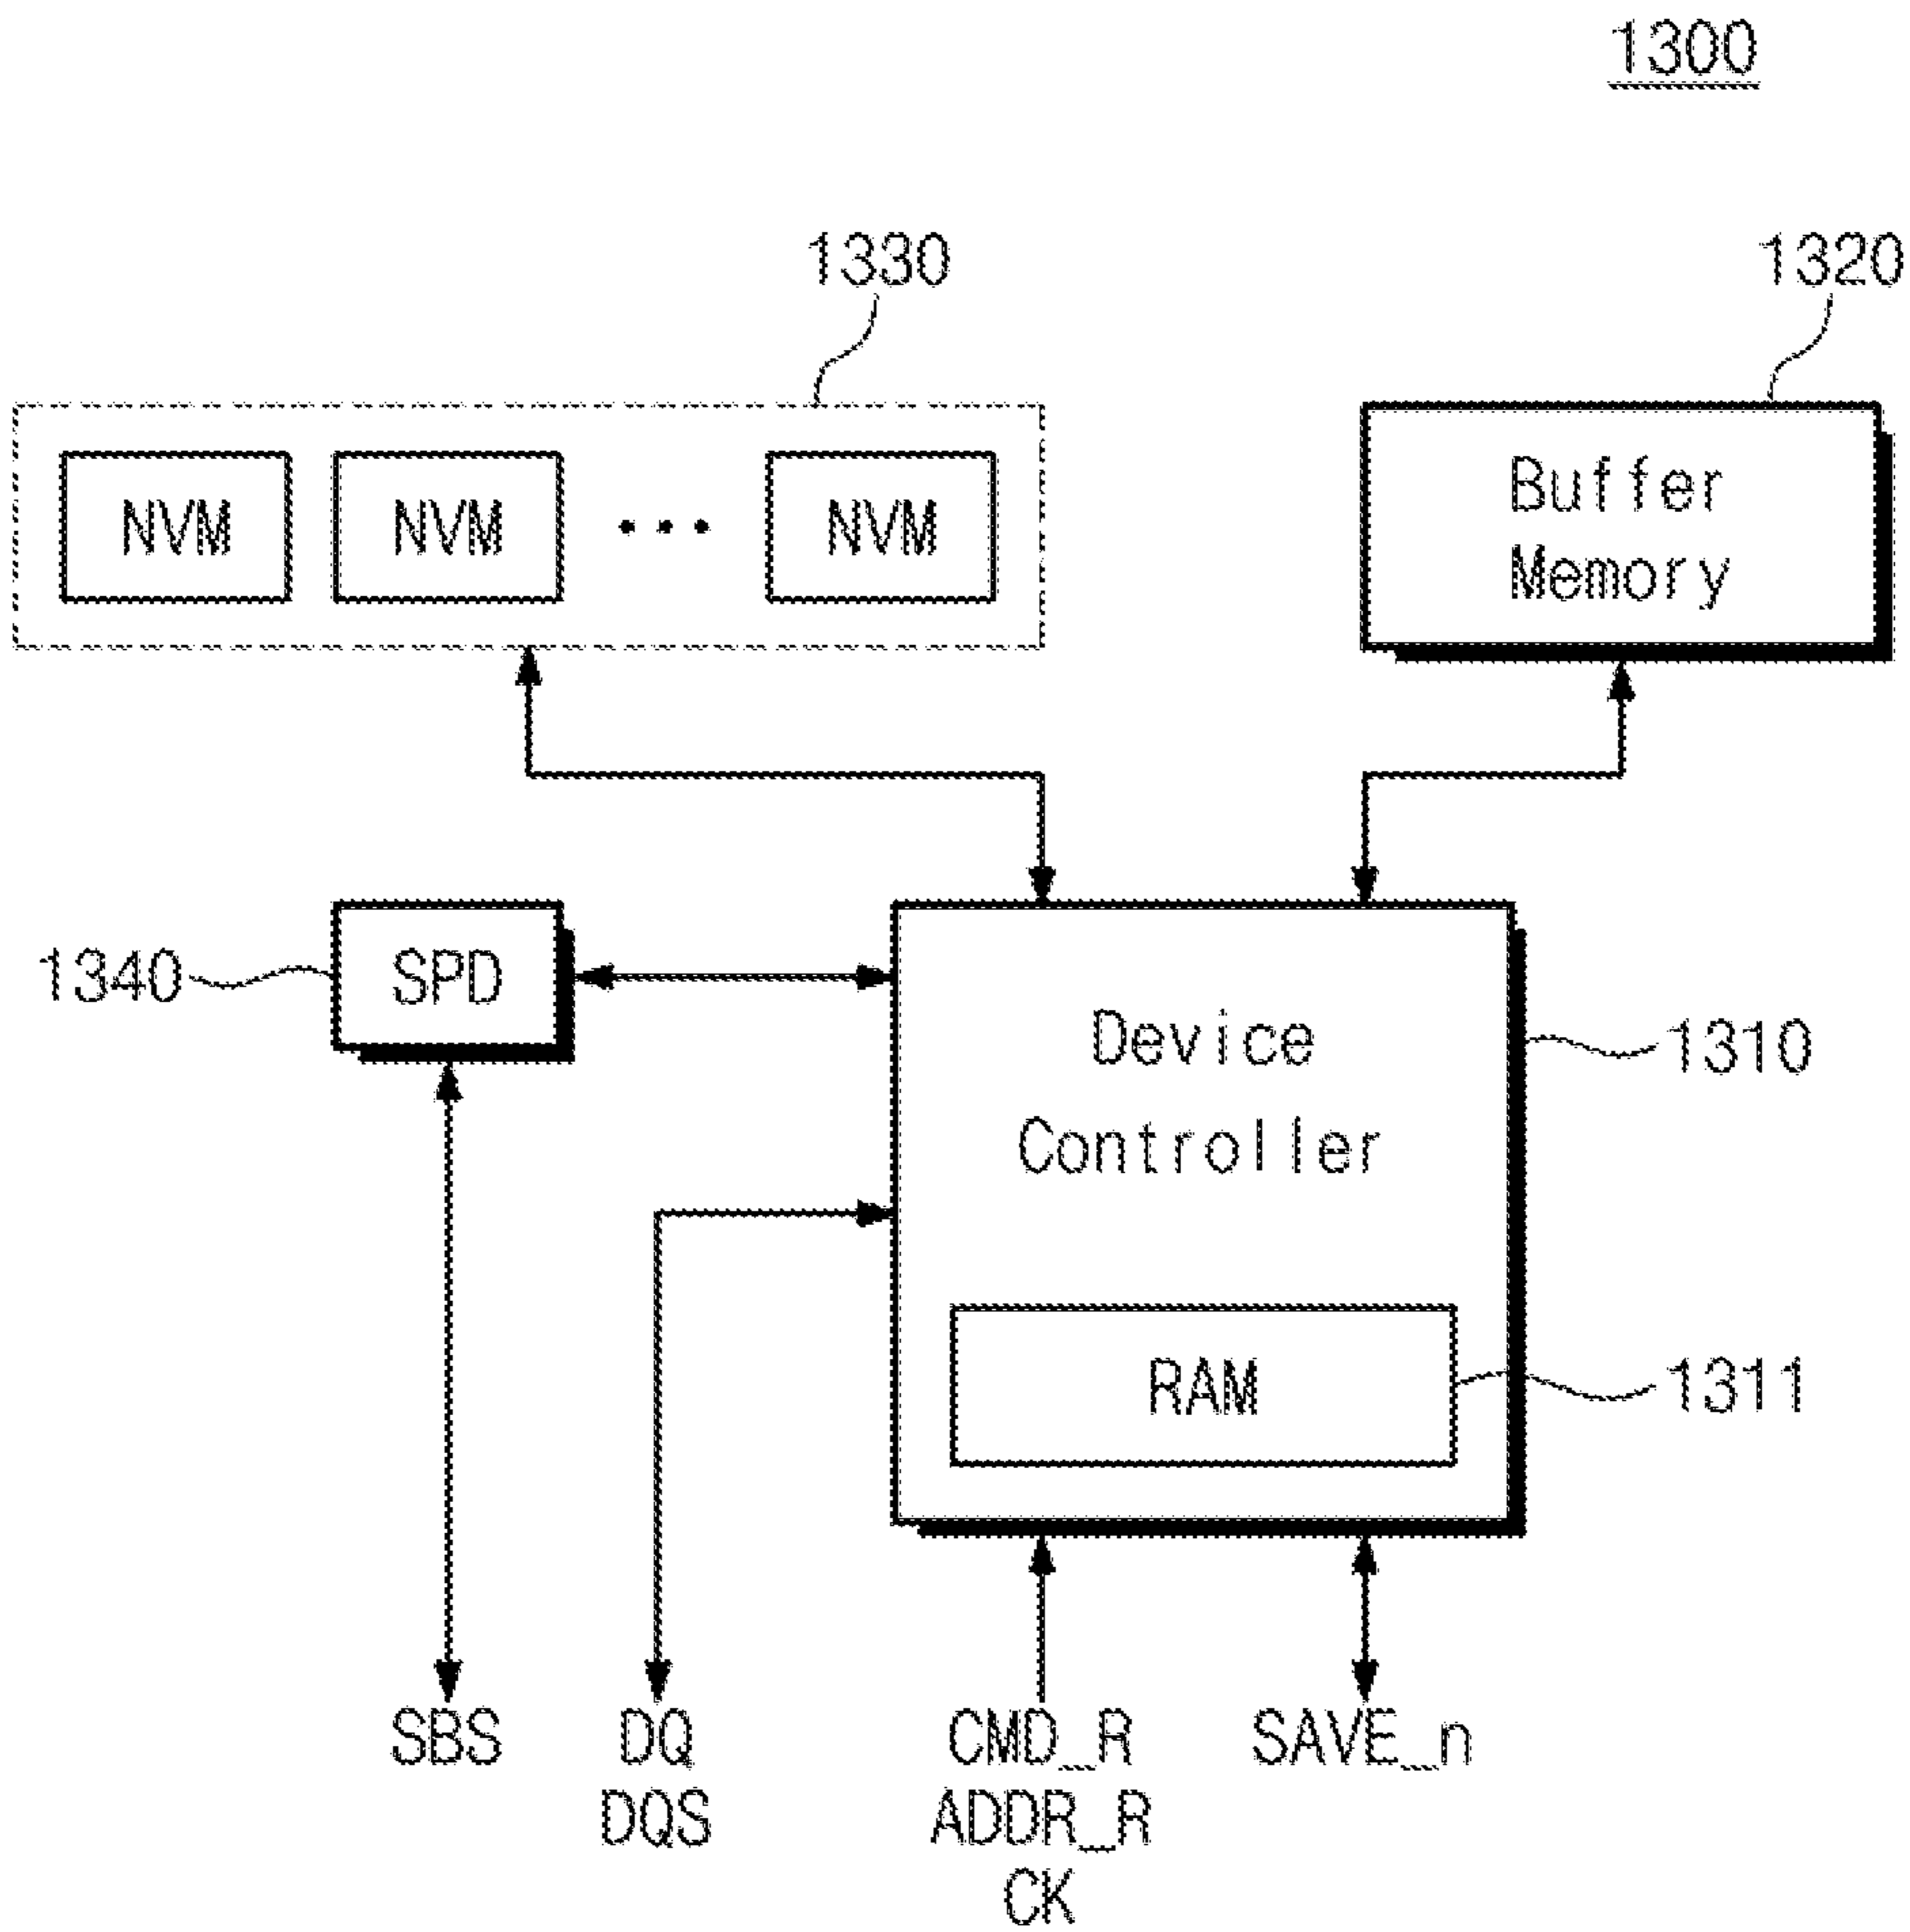 1300
1330
1320
NVM NVM ... NVM
Buffer
Memory
1340
SPD
Device
Controller
1310
RAM
1311
SBS
DQ
DQS
CMD_R
ADDR_R
CK
SAVE_n